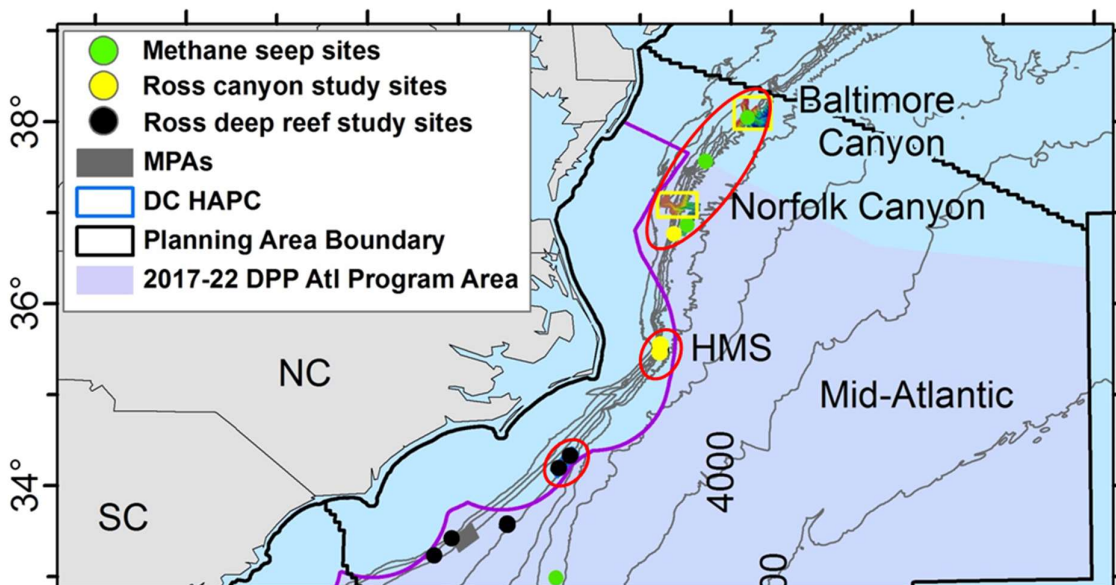 Methane seep sites
Ross canyon study sites
Ross deep reef study sites
MPAs
DC HAPC
Planning Area Boundary
2017-22 DPP Atl Program Area
38°
36°
34°
Baltimore
Canyon
Norfolk Canyon
HMS
Mid-Atlantic
NC
SC
4000